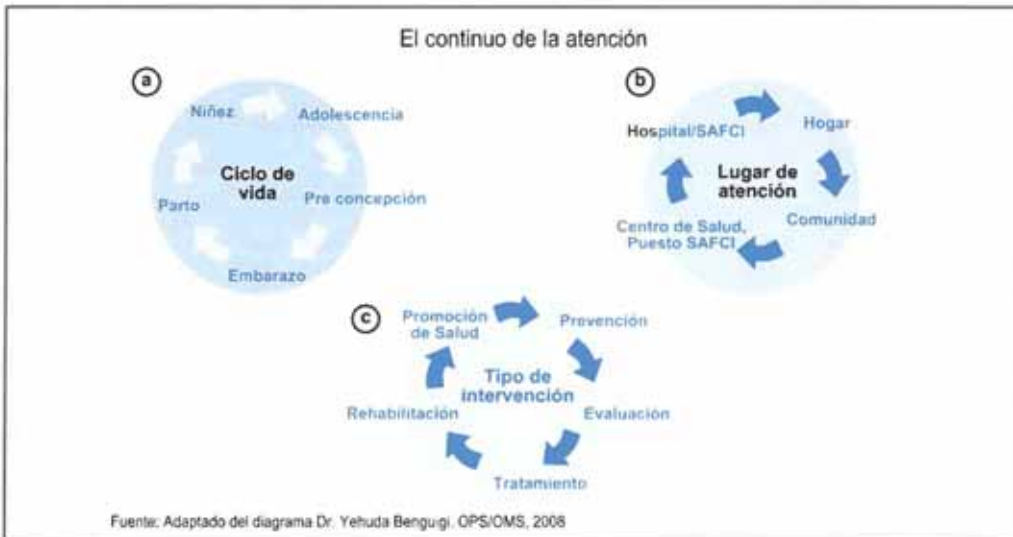 El continuo de la atención
a
Niñez
Adolescencia
Ciclo de
vida
Parto
Pre concepción
Embarazo
b
Hospital/SAFCI
Hogar
Lugar de
atención
Centro de Salud,
Puesto SAFCI
Comunidad
c
Promoción
de Salud
Prevención
Tipo de
intervención
Rehabilitación
Evaluación
Tratamiento
Fuente: Adaptado del diagrama Dr. Yehuda Benguigi. OPS/OMS, 2008